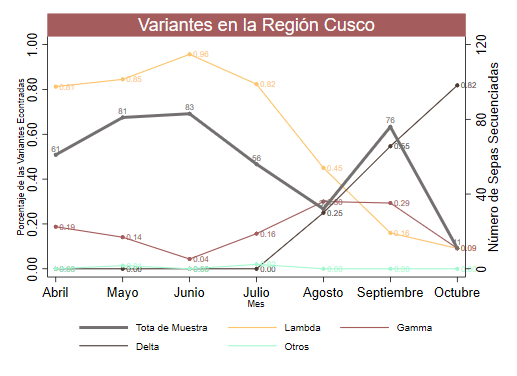 Variantes en la Región Cusco
Porcentaje de las Variantes Econtradas
0.00 0.20 0.40 0.60 0.80 1.00
Número de Sepas Secuenciadas
0 40 80 120
61 81 83 56 76 11
0.81 0.85 0.96 0.82 0.45 0.16 0.09
0.19 0.14 0.04 0.16 0.29
0.00 0.00 0.25 0.55 0.82
Abril Mayo Junio Julio Agosto Septiembre Octubre
Mes
Tota de Muestra Lambda Gamma
Delta Otros